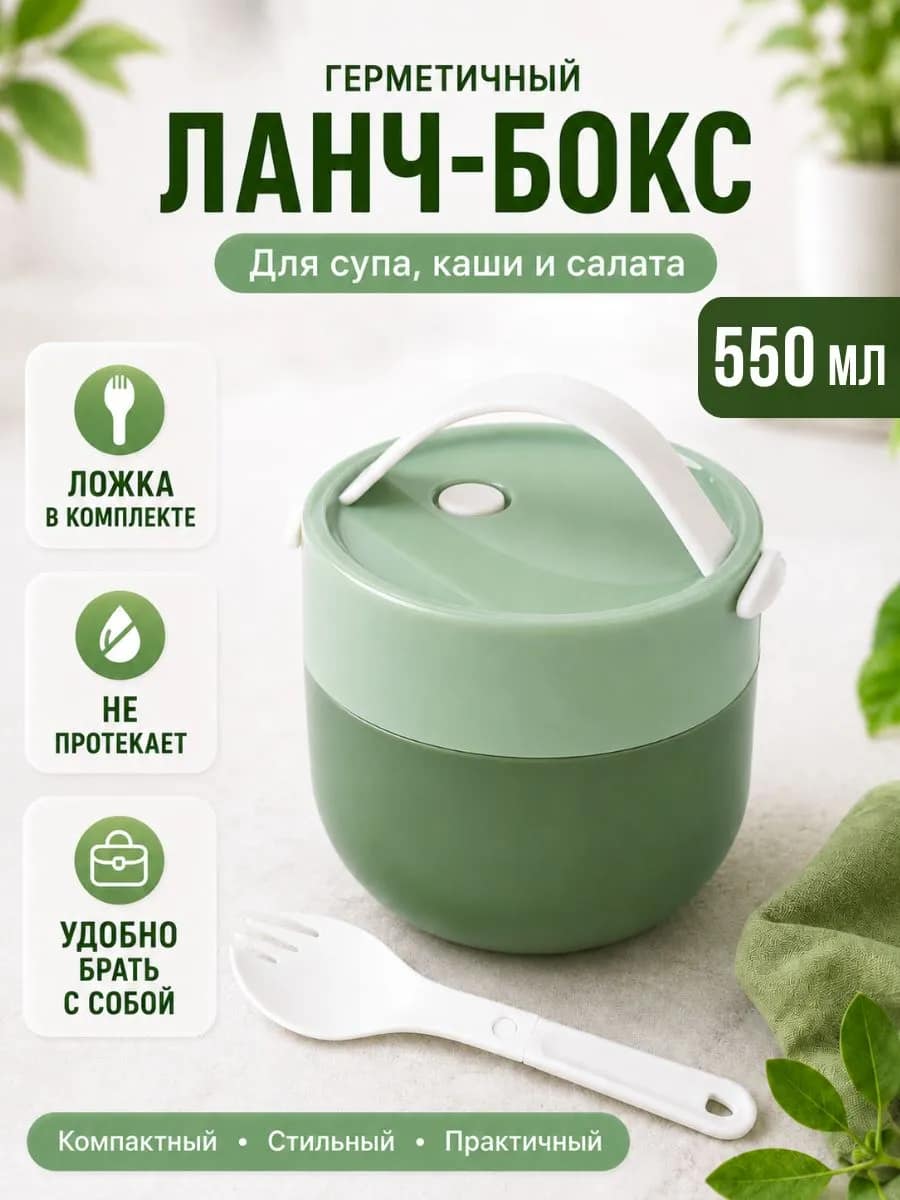 ГЕРМЕТИЧНЫЙ
ЛАНЧ-БОКС
Для супа, каши и салата
550 МЛ
ЛОЖКА
В КОМПЛЕКТЕ
НЕ
ПРОТЕКАЕТ
УДОБНО
БРАТЬ
С СОБОЙ
Компактный • Стильный • Практичный